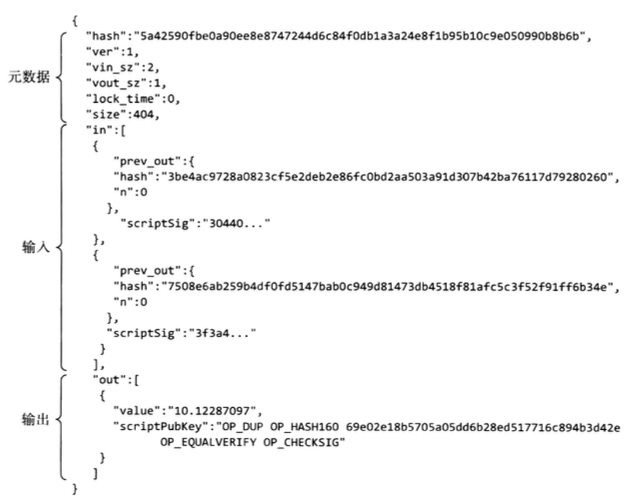 {
元数据
"hash":"5a42590fbe0a90ee8e8747244d6c84f0db1a3a24e8f1b95b10c9e050990b8b6b",
"ver":1,
"vin_sz":2,
"vout_sz":1,
"lock_time":0,
"size":404,
输入
"in":[
{
"prev_out":{
"hash":"3be4ac9728a0823cf5e2deb2e86fc0bd2aa503a91d307b42ba76117d79280260",
"n":0
},
"scriptSig":"30440..."
},
{
"prev_out":{
"hash":"7508e6ab259b4df0fd5147bab0c949d81473db4518f81afc5c3f52f91ff6b34e",
"n":0
},
"scriptSig":"3f3a4..."
}
],
输出
"out":[
{
"value":"10.12287097",
"scriptPubKey":"OP_DUP OP_HASH160 69e02e18b5705a05dd6b28ed517716c894b3d42e
OP_EQUALVERIFY OP_CHECKSIG"
}
]
}